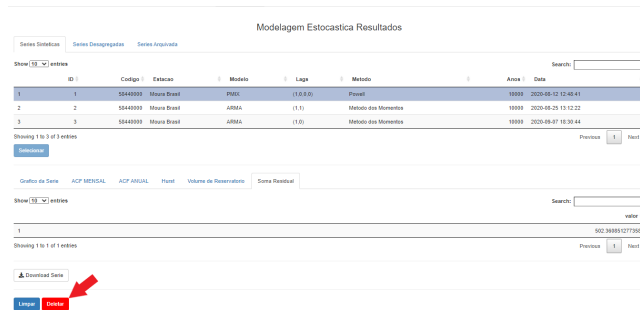 Modelagem Estocastica Resultados
Series Sinteticas Series Desagregadas Series Arquivada
Show 10 entries Search:
ID Codigo Estacao Modelo Lags Metodo Anos Data
1 1 58440000 Moura Brasil PMIX (1,0,0,0) Powell 10000 2020-08-12 12:48:41
2 2 58440000 Moura Brasil ARMA (1,1) Metodo dos Momentos 10000 2020-08-25 13:12:22
3 3 58440000 Moura Brasil ARMA (1,0) Metodo dos Momentos 10000 2020-09-07 18:30:44
Showing 1 to 3 of 3 entries Previous 1 Next
Selecionar
Grafico da Serie ACF MENSAL ACF ANUAL Hurst Volume de Reservatorio Soma Residual
Show 10 entries Search:
valor
1
Showing 1 to 1 of 1 entries Previous 1 Next
Download Serie
Limpar Deletar